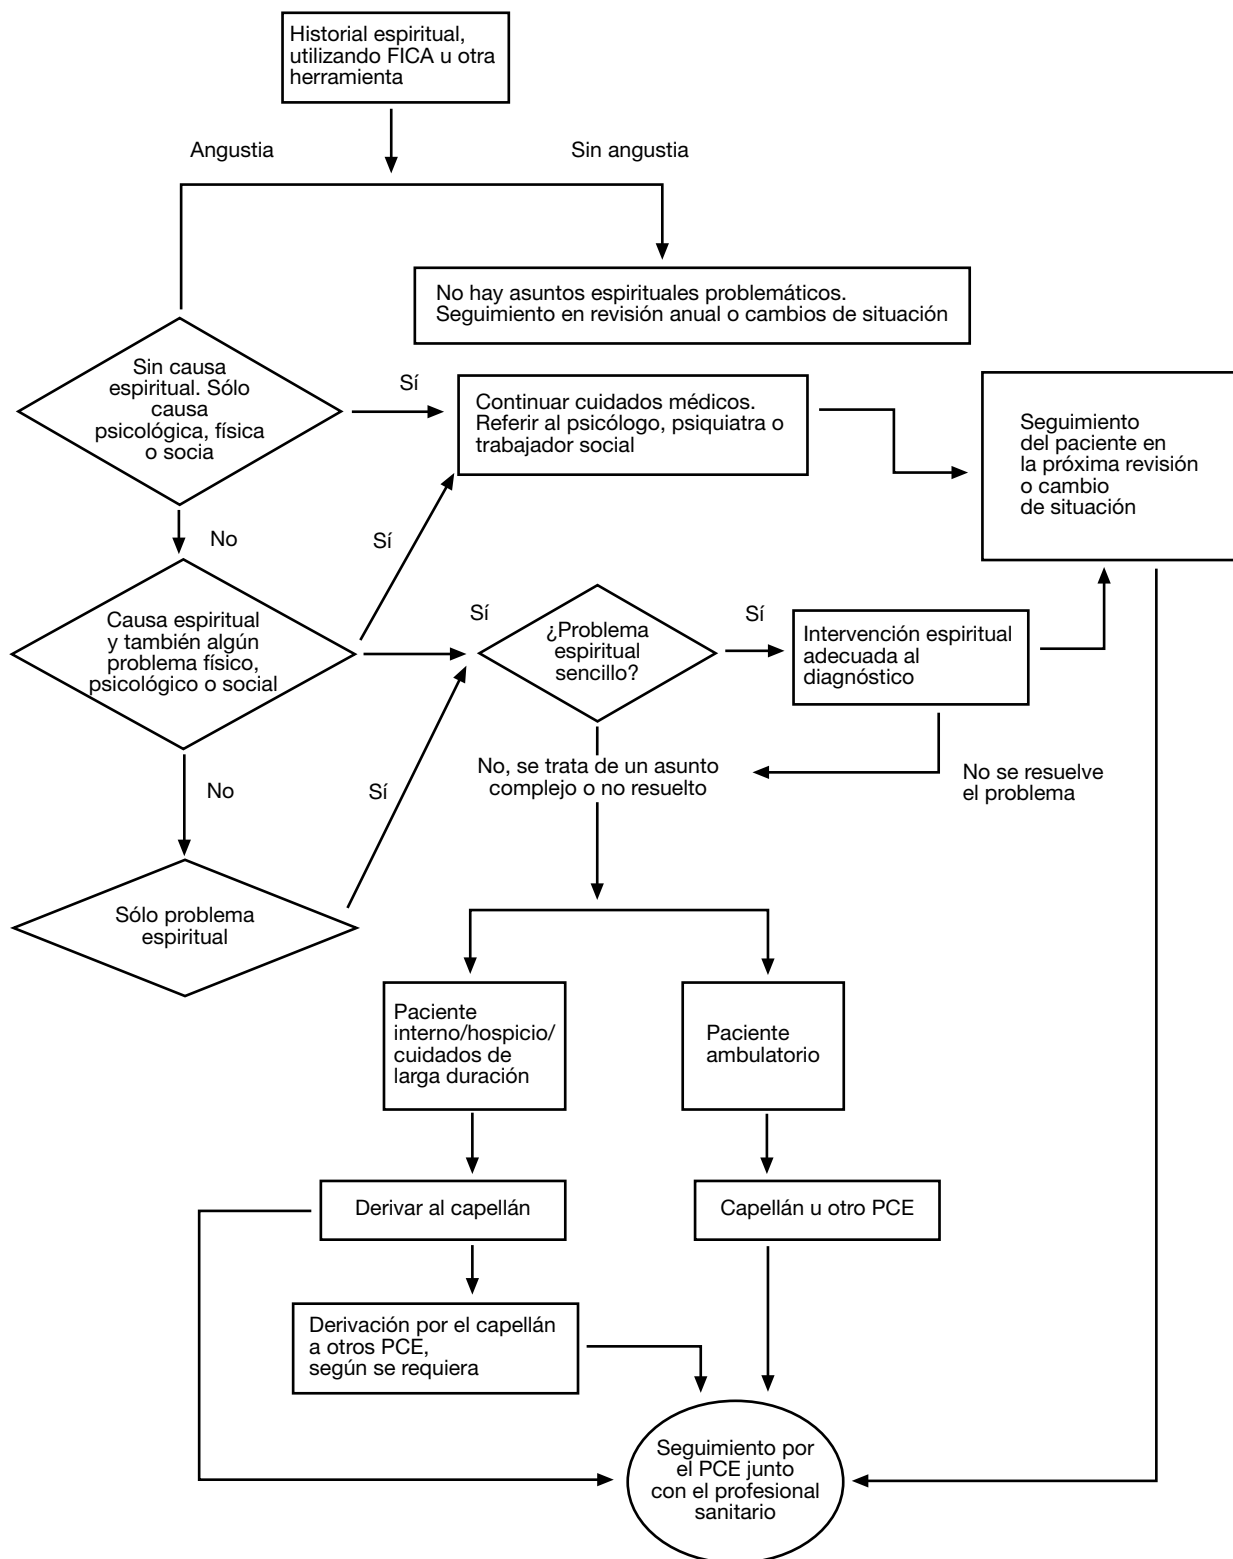 Historial espiritual,
utilizando FICA u otra
herramienta
Angustia
Sin angustia
No hay asuntos espirituales problemáticos.
Seguimiento en revisión anual o cambios de situación
Sin causa
espiritual. Sólo
causa
psicológica, física
o socia
Sí
Continuar cuidados médicos.
Referir al psicólogo, psiquiatra o
trabajador social
Seguimiento
del paciente en
la próxima revisión
o cambio
de situación
No
Sí
Causa espiritual
y también algún
problema físico,
psicológico o social
Sí
¿Problema
espiritual
sencillo?
Sí
Intervención espiritual
adecuada al
diagnóstico
No
Sí
No, se trata de un asunto
complejo o no resuelto
No se resuelve
el problema
Sólo problema
espiritual
Paciente
interno/hospicio/
cuidados de
larga duración
Paciente
ambulatorio
Derivar al capellán
Capellán u otro PCE
Derivación por el capellán
a otros PCE,
según se requiera
Seguimiento por
el PCE junto
con el profesional
sanitario